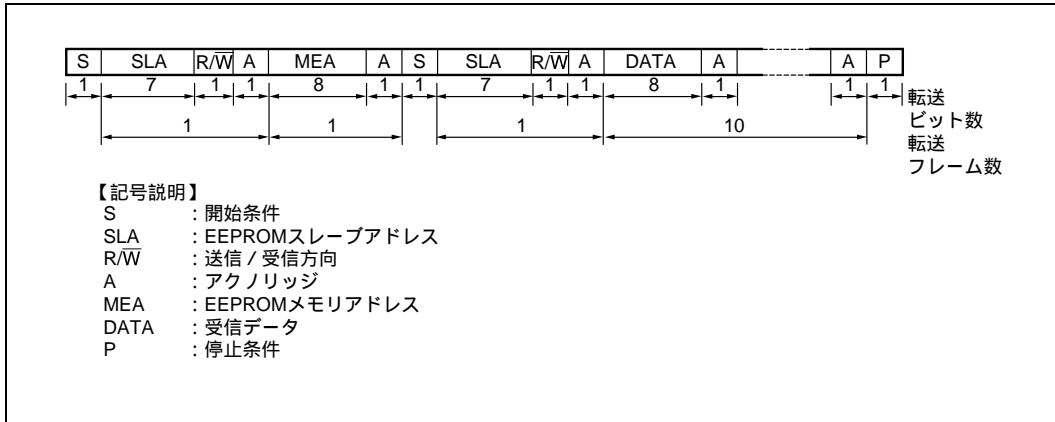 S SLA R/W̅ A MEA A S SLA R/W̅ A DATA A A P
1 7 1 1 8 1 1 7 1 1 8 1 1 1 転送
ビット数
1 1 1 10 転送
フレーム数
【記号説明】
S :開始条件
SLA :EEPROMスレーブアドレス
R/W̅ :送信/受信方向
A :アクノリッジ
MEA :EEPROMメモリアドレス
DATA :受信データ
P :停止条件